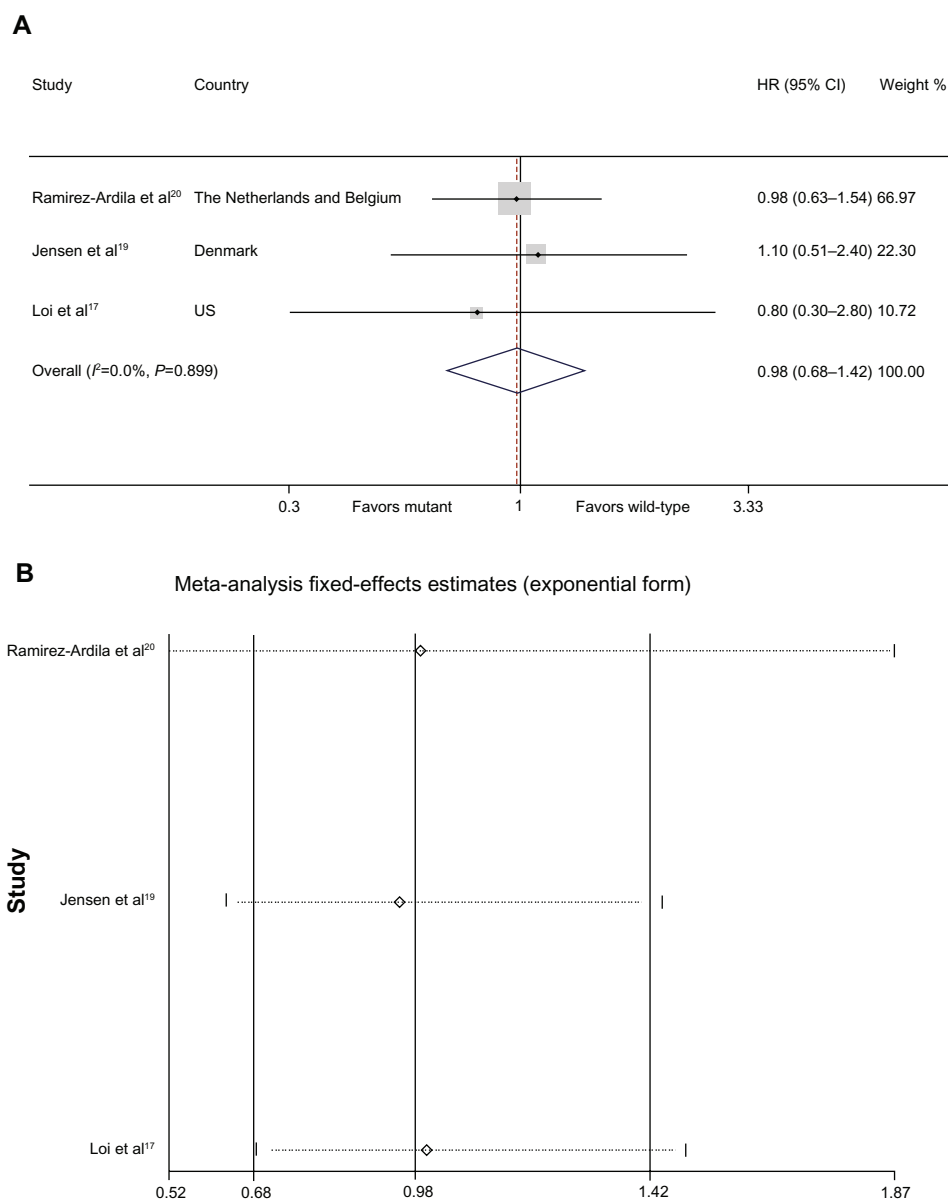 A
Study Country HR (95% CI) Weight %
Ramirez-Ardila et al20 The Netherlands and Belgium 0.98 (0.63–1.54) 66.97
Jensen et al19 Denmark 1.10 (0.51–2.40) 22.30
Loi et al17 US 0.80 (0.30–2.80) 10.72
Overall (I2=0.0%, P=0.899) 0.98 (0.68–1.42) 100.00
0.3 Favors mutant 1 Favors wild-type 3.33
B
Meta-analysis fixed-effects estimates (exponential form)
Ramirez-Ardila et al20
Study
Jensen et al19
Loi et al17
0.52 0.68 0.98 1.42 1.87